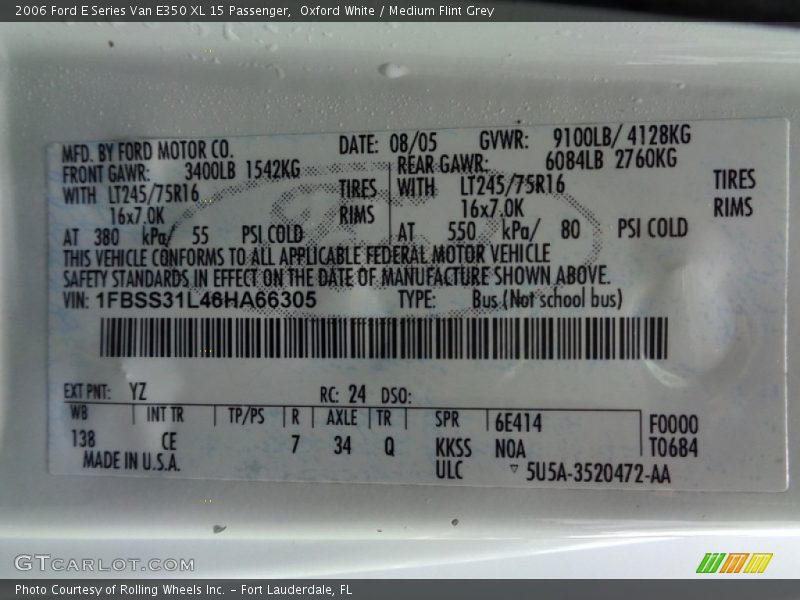 2006 Ford E Series Van E350 XL 15 Passenger,  Oxford White / Medium Flint Grey
MFD. BY FORD MOTOR CO. DATE: 08/05 GVWR: 9100LB/ 4128KG
FRONT GAWR: 3400LB 1542KG REAR GAWR: 6084LB 2760KG
WITH LT245/75R16 TIRES WITH LT245/75R16 TIRES
16x7.0K RIMS 16x7.0K RIMS
AT 380 kPa/ 55 PSI COLD AT 550 kPa/ 80 PSI COLD
THIS VEHICLE CONFORMS TO ALL APPLICABLE FEDERAL MOTOR VEHICLE
SAFETY STANDARDS IN EFFECT ON THE DATE OF MANUFACTURE SHOWN ABOVE.
VIN: 1FBSS31L46HA66305 TYPE: Bus (Not school bus)
EXT PNT: YZ RC: 24 DSO:
WB INT TR TP/PS R AXLE TR SPR 6E414 F0000
138 CE 7 34 Q KKSS NOA T0684
MADE IN U.S.A. ULC ▽ 5U5A-3520472-AA
GTCARLOT.COM
Photo Courtesy of Rolling Wheels Inc. – Fort Lauderdale, FL